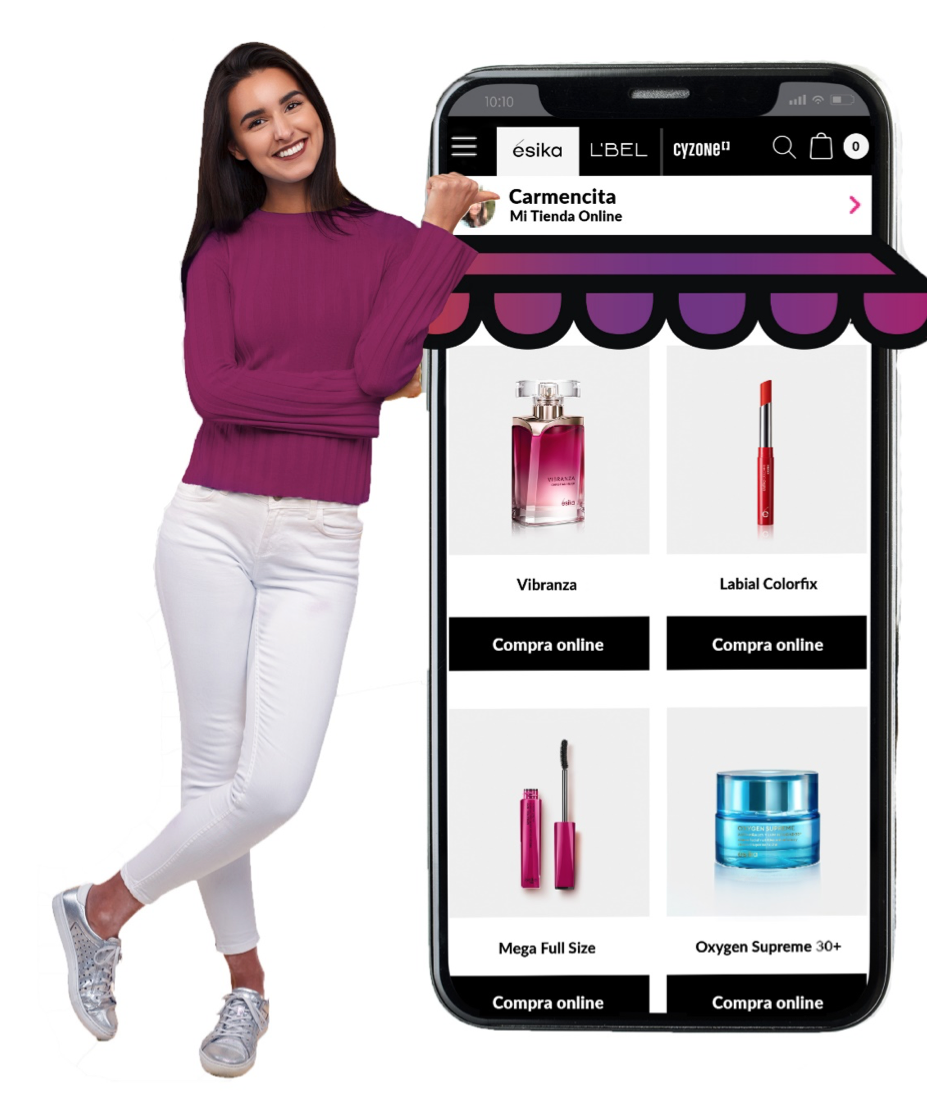 10:10
ésika L'BEL cyzone
0
Carmencita
Mi Tienda Online
VIBRANZA
ésika
Vibranza
Labial Colorfix
Compra online
Compra online
OXYGEN SUPREME
Mega Full Size
Oxygen Supreme 30+
Compra online
Compra online